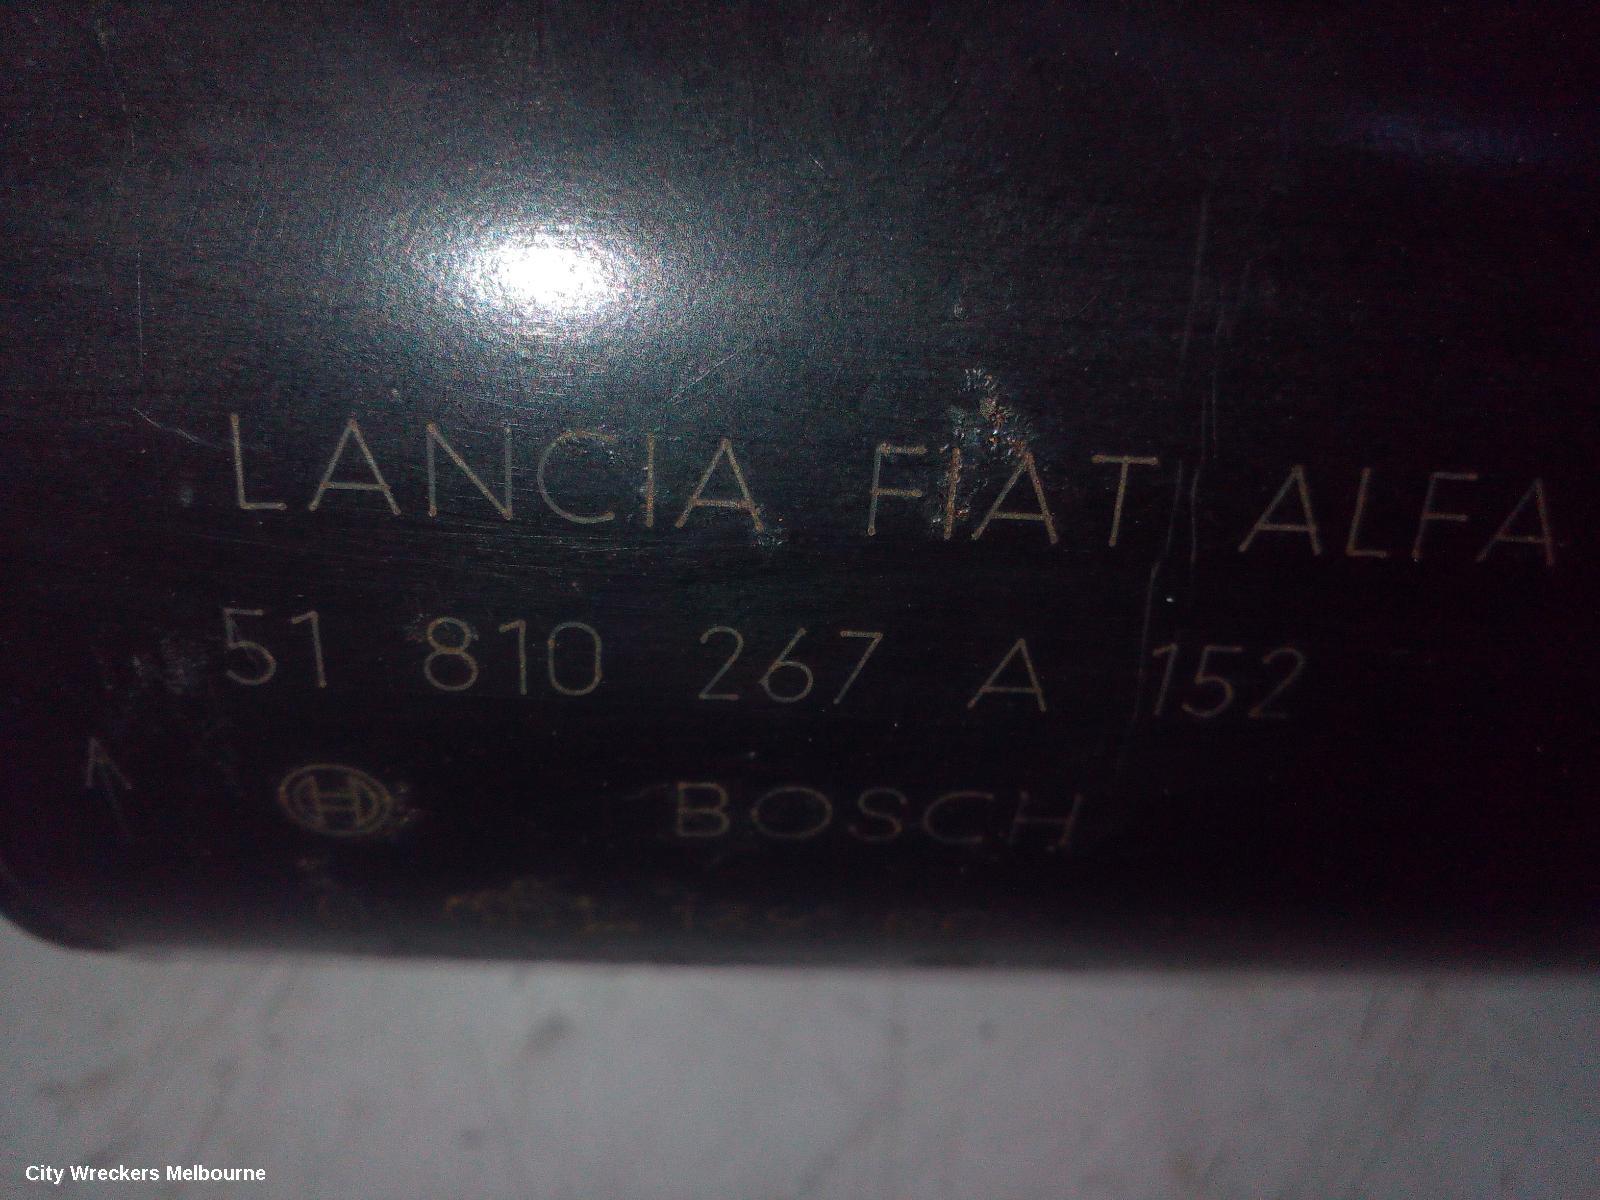 LANCIA FIAT ALFA
51 810 267 A 152
BOSCH
City Wreckers Melbourne